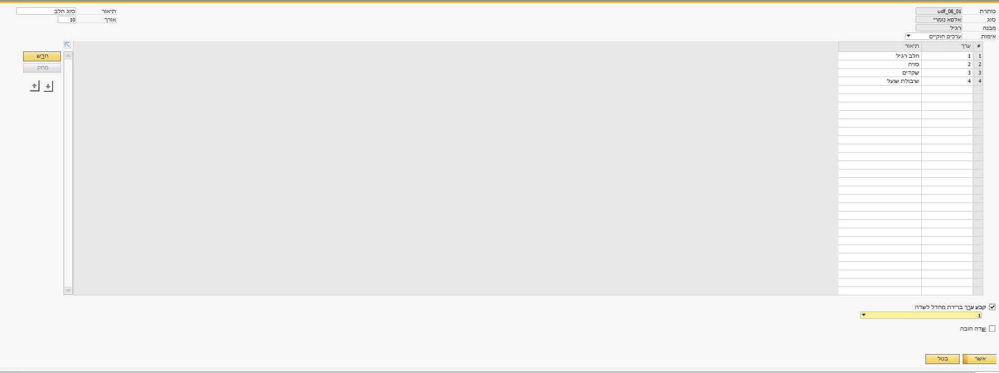 כותרת udf_08_01
תיאור סוג חלב
סוג אלפא נומרי
אורך 10
מבנה רגיל
אימות ערכים חוקיים
# ערך תיאור
1 1 חלב רגיל
2 2 סויה
3 3 שקדים
4 4 שיבולת שועל
חדש
מחק
קבע ערך ברירת מחדל לשדה
1
שדה חובה
אשר בטל